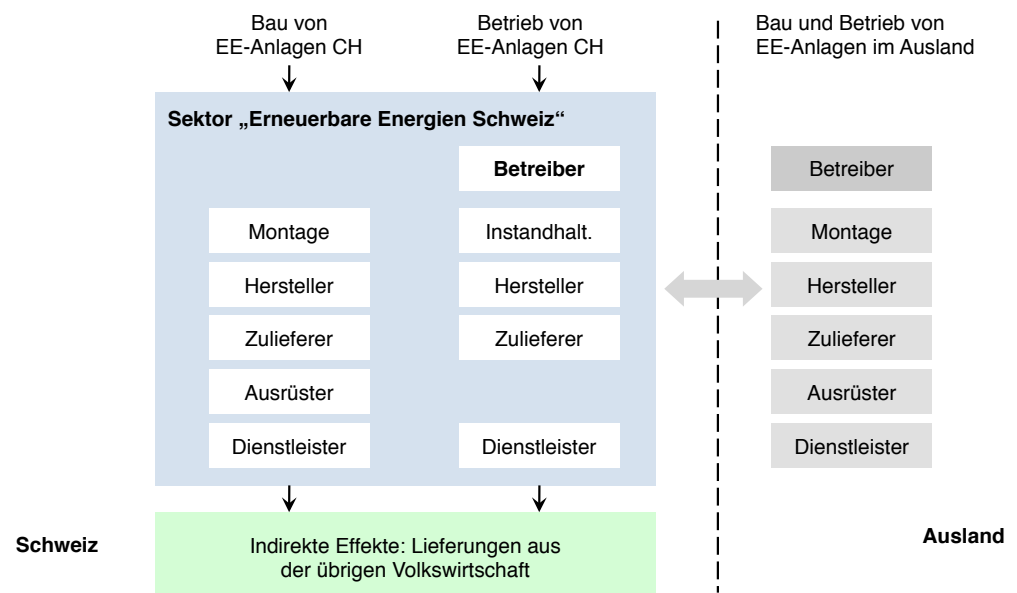 Bau von
EE-Anlagen CH
Betrieb von
EE-Anlagen CH
Bau und Betrieb von
EE-Anlagen im Ausland
Sektor „Erneuerbare Energien Schweiz“
Betreiber
Betreiber
Montage
Instandhalt.
Montage
Hersteller
Hersteller
Hersteller
Zulieferer
Zulieferer
Zulieferer
Ausrüster
Ausrüster
Dienstleister
Dienstleister
Dienstleister
Schweiz
Indirekte Effekte: Lieferungen aus
der übrigen Volkswirtschaft
Ausland